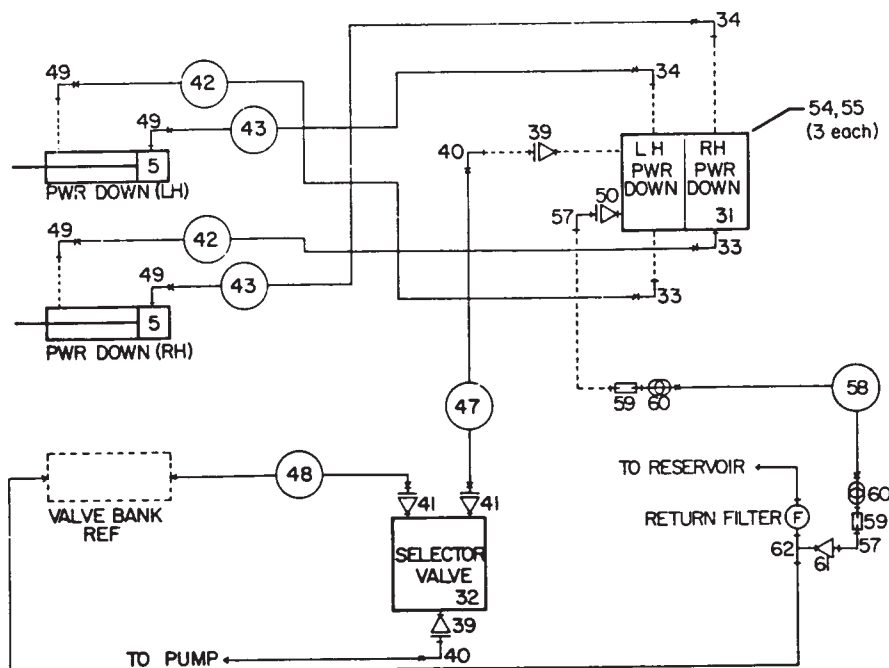 34
34
49
42
54,55
(3 each)
49
43
39
40
LH
PWR
DOWN
RH
PWR
DOWN
31
5
PWR DOWN (LH)
50
57
49
42
33
49
43
33
5
PWR DOWN (RH)
59
60
58
47
48
TO RESERVOIR
60
41
41
VALVE BANK
REF
RETURN FILTER
F
59
62
61
57
SELECTOR
VALVE
32
39
TO PUMP
40